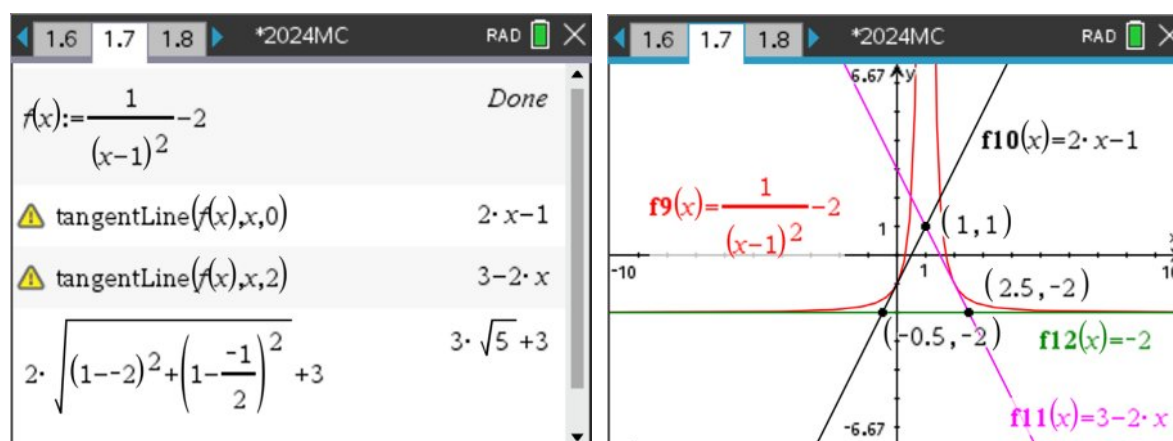 1.6 1.7 1.8 *2024MC RAD
f(x):=1/(x-1)^2-2 Done
tangentLine(f(x),x,0) 2·x-1
tangentLine(f(x),x,2) 3-2·x
2·√((1--2)^2+(1--1/2)^2)+3 3·√5+3
1.6 1.7 1.8 *2024MC RAD
6.67 y
f10(x)=2·x-1
f9(x)=1/(x-1)^2-2
1 (1,1)
-10 1 10
(2.5,-2)
(-0.5,-2) f12(x)=-2
-6.67 f11(x)=3-2·x